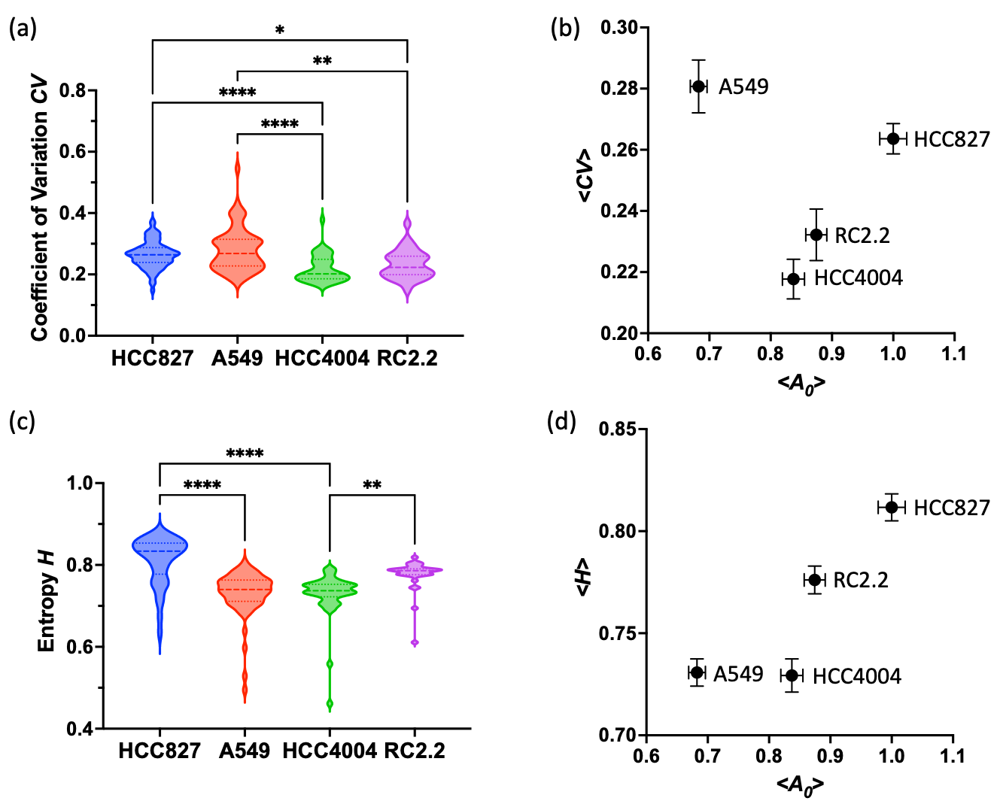 (a)
*
**
****
****
Coefficient of Variation CV
0.8
0.6
0.4
0.2
0.0
HCC827 A549 HCC4004 RC2.2
(b)
<CV>
0.30
0.28
0.26
0.24
0.22
0.20
A549
HCC827
RC2.2
HCC4004
0.6 0.7 0.8 0.9 1.0 1.1
<A0>
(c)
****
****
**
Entropy H
1.0
0.8
0.6
0.4
HCC827 A549 HCC4004 RC2.2
(d)
<H>
0.85
0.80
0.75
0.70
HCC827
RC2.2
A549
HCC4004
0.6 0.7 0.8 0.9 1.0 1.1
<A0>